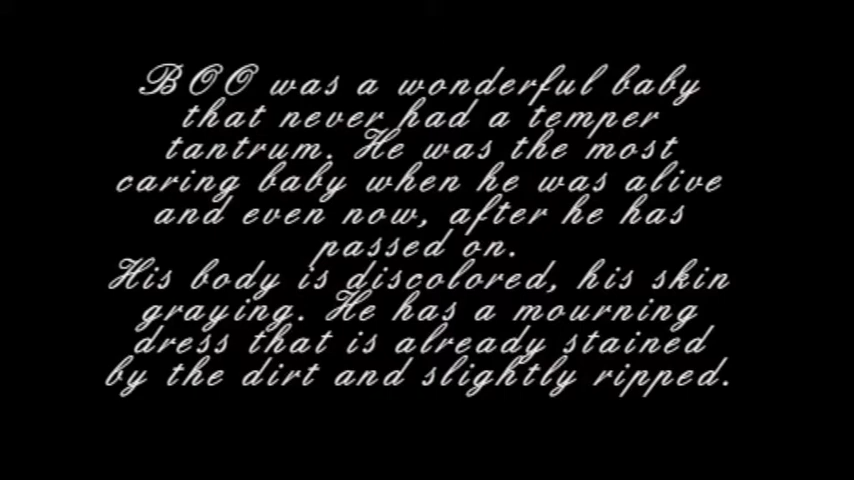 BOO was a wonderful baby
that never had a temper
tantrum. He was the most
caring baby when he was alive
and even now, after he has
passed on.
His body is discolored, his skin
graying. He has a mourning
dress that is already stained
by the dirt and slightly ripped.